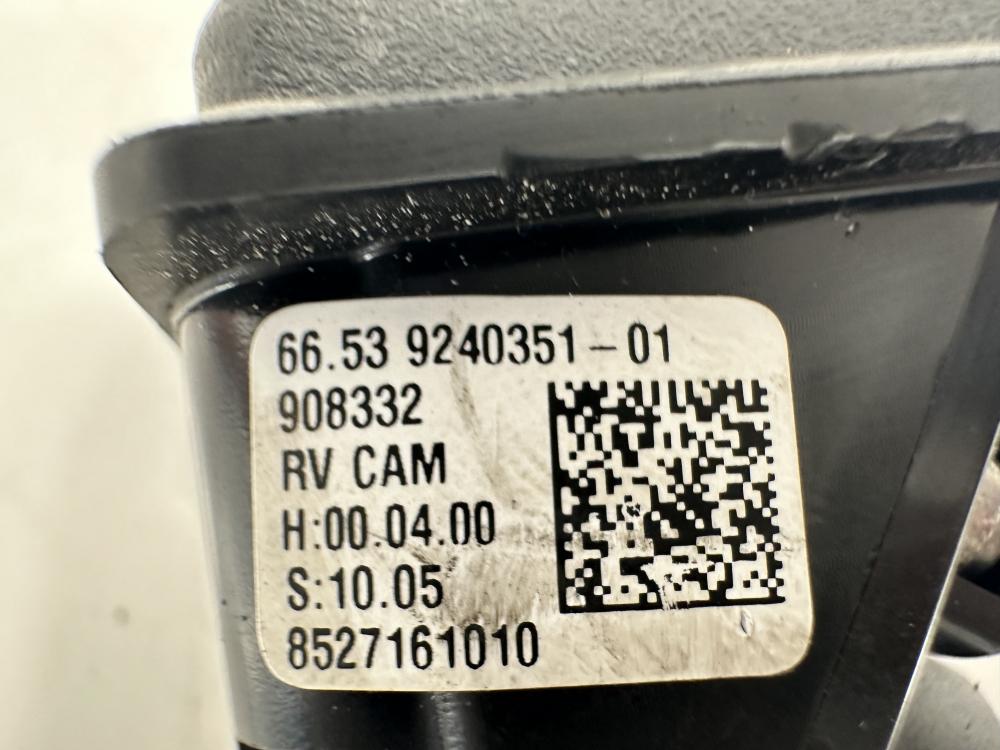 66.53 9240351-01
908332
RV CAM
H:00.04.00
S:10.05
8527161010